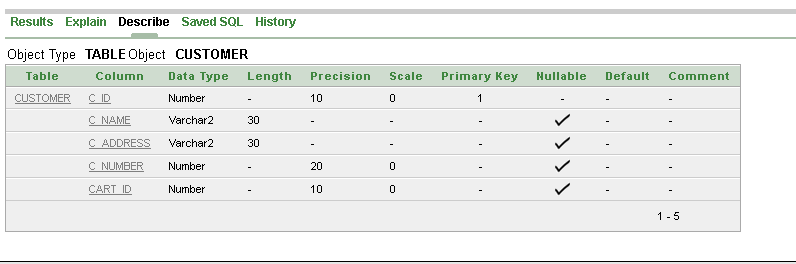 Results Explain Describe Saved SQL History
Object Type TABLE Object CUSTOMER
Table Column Data Type Length Precision Scale Primary Key Nullable Default Comment
CUSTOMER C_ID Number - 10 0 1 - - -
C_NAME Varchar2 30 - - - - -
C_ADDRESS Varchar2 30 - - - - -
C_NUMBER Number - 20 0 - - -
CART_ID Number - 10 0 - - -
1 - 5